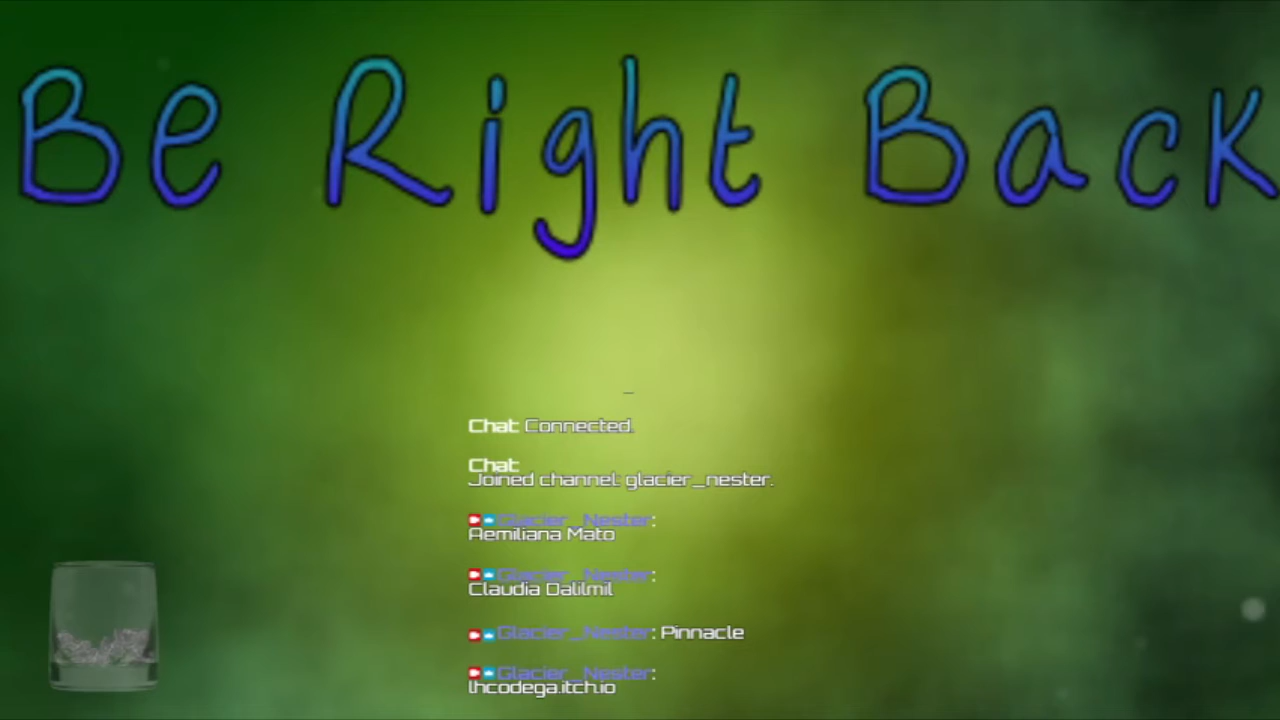 Be Right Back
Chat: Connected.
Chat:
Joined channel: glacier_nester.
Glacier_Nester:
Aemiliana Mato
Glacier_Nester:
Claudia Dalilmil
Glacier_Nester: Pinnacle
Glacier_Nester:
lhcodega.itch.io